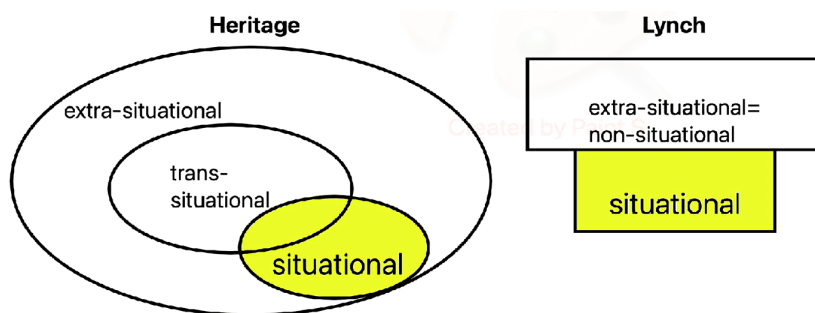 Heritage
extra-situational
trans-
situational
situational
Lynch
extra-situational=
non-situational
situational